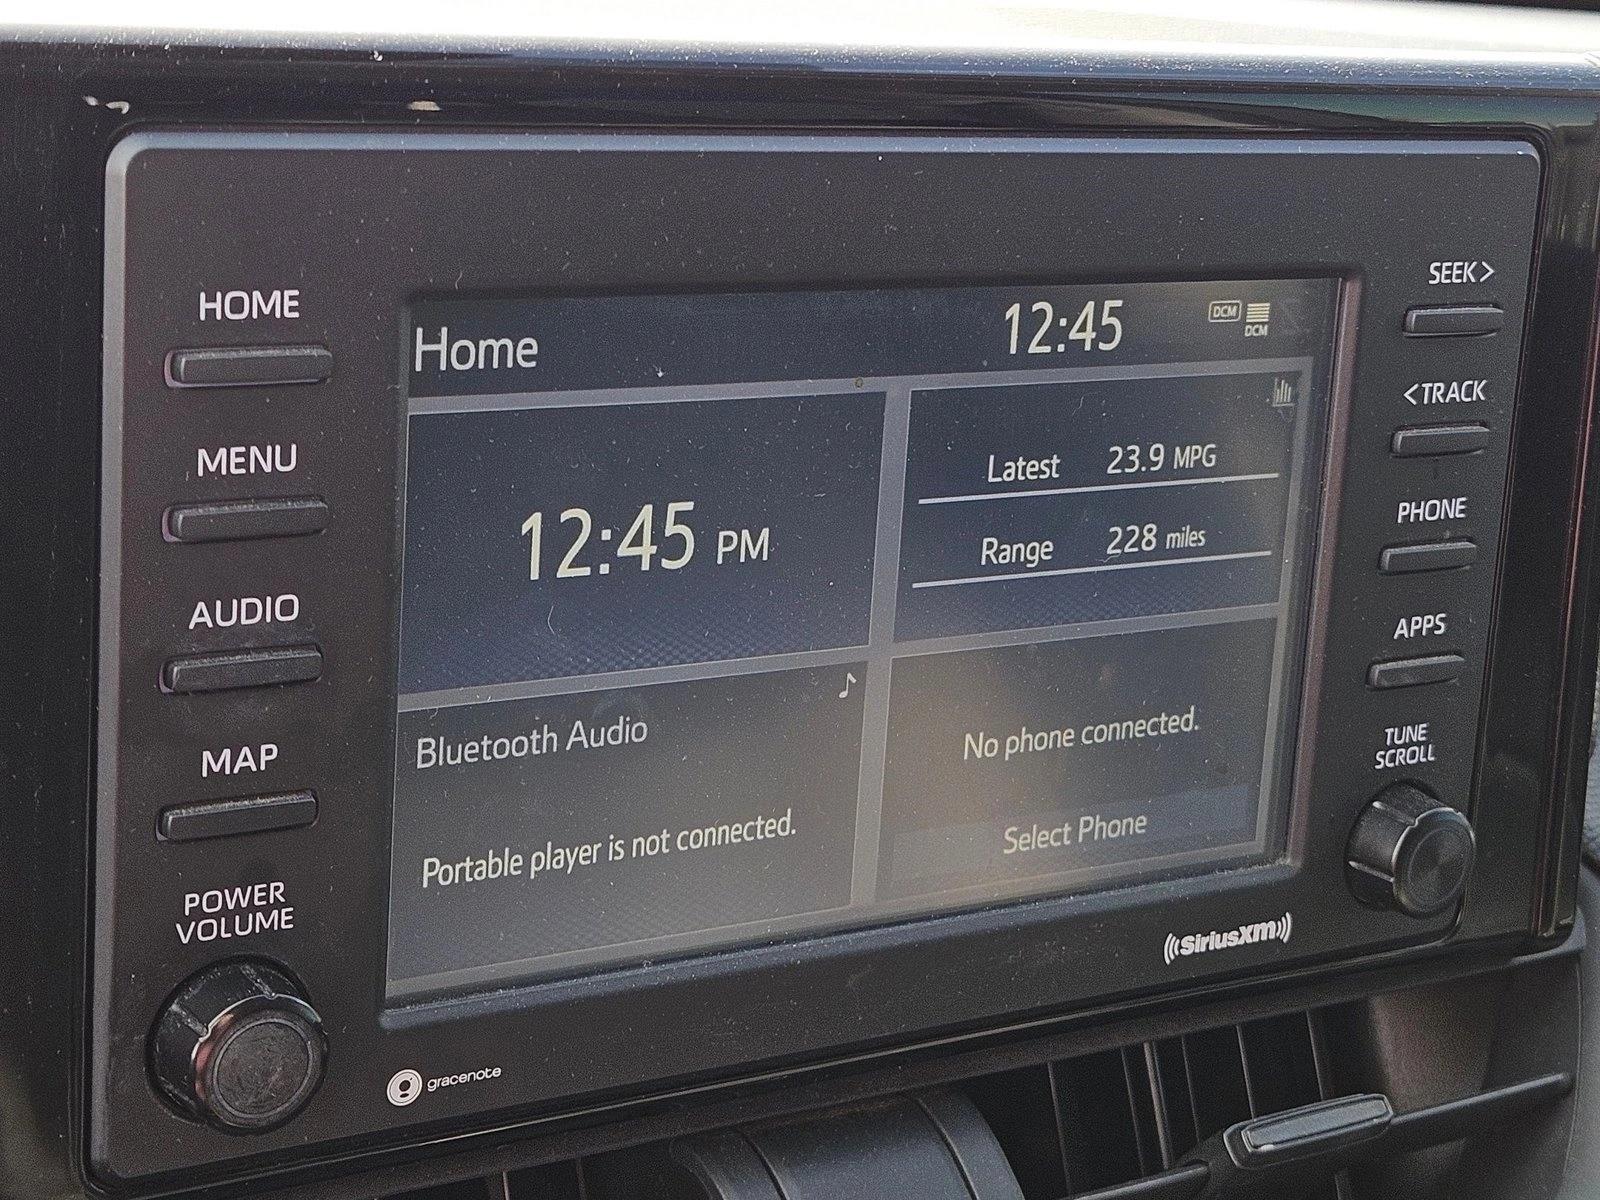 HOME
MENU
AUDIO
MAP
POWER
VOLUME
Home
12:45
DCM
DCM
12:45 PM
Latest 23.9 MPG
Range 228 miles
Bluetooth Audio
Portable player is not connected.
No phone connected.
Select Phone
SEEK>
<TRACK
PHONE
APPS
TUNE
SCROLL
SiriusXM
gracenote